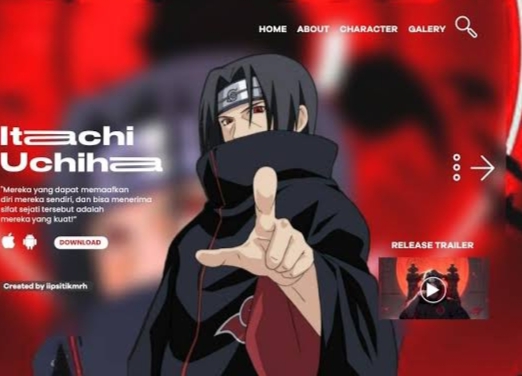 HOME ABOUT CHARACTER GALERY
Itachi
Uchiha
"Mereka yang dapat memaafkan
diri mereka sendiri, dan bisa menerima
sifat sejati tersebut adalah
mereka yang kuat!"
DOWNLOAD
RELEASE TRAILER
Created by iipsitikmrh